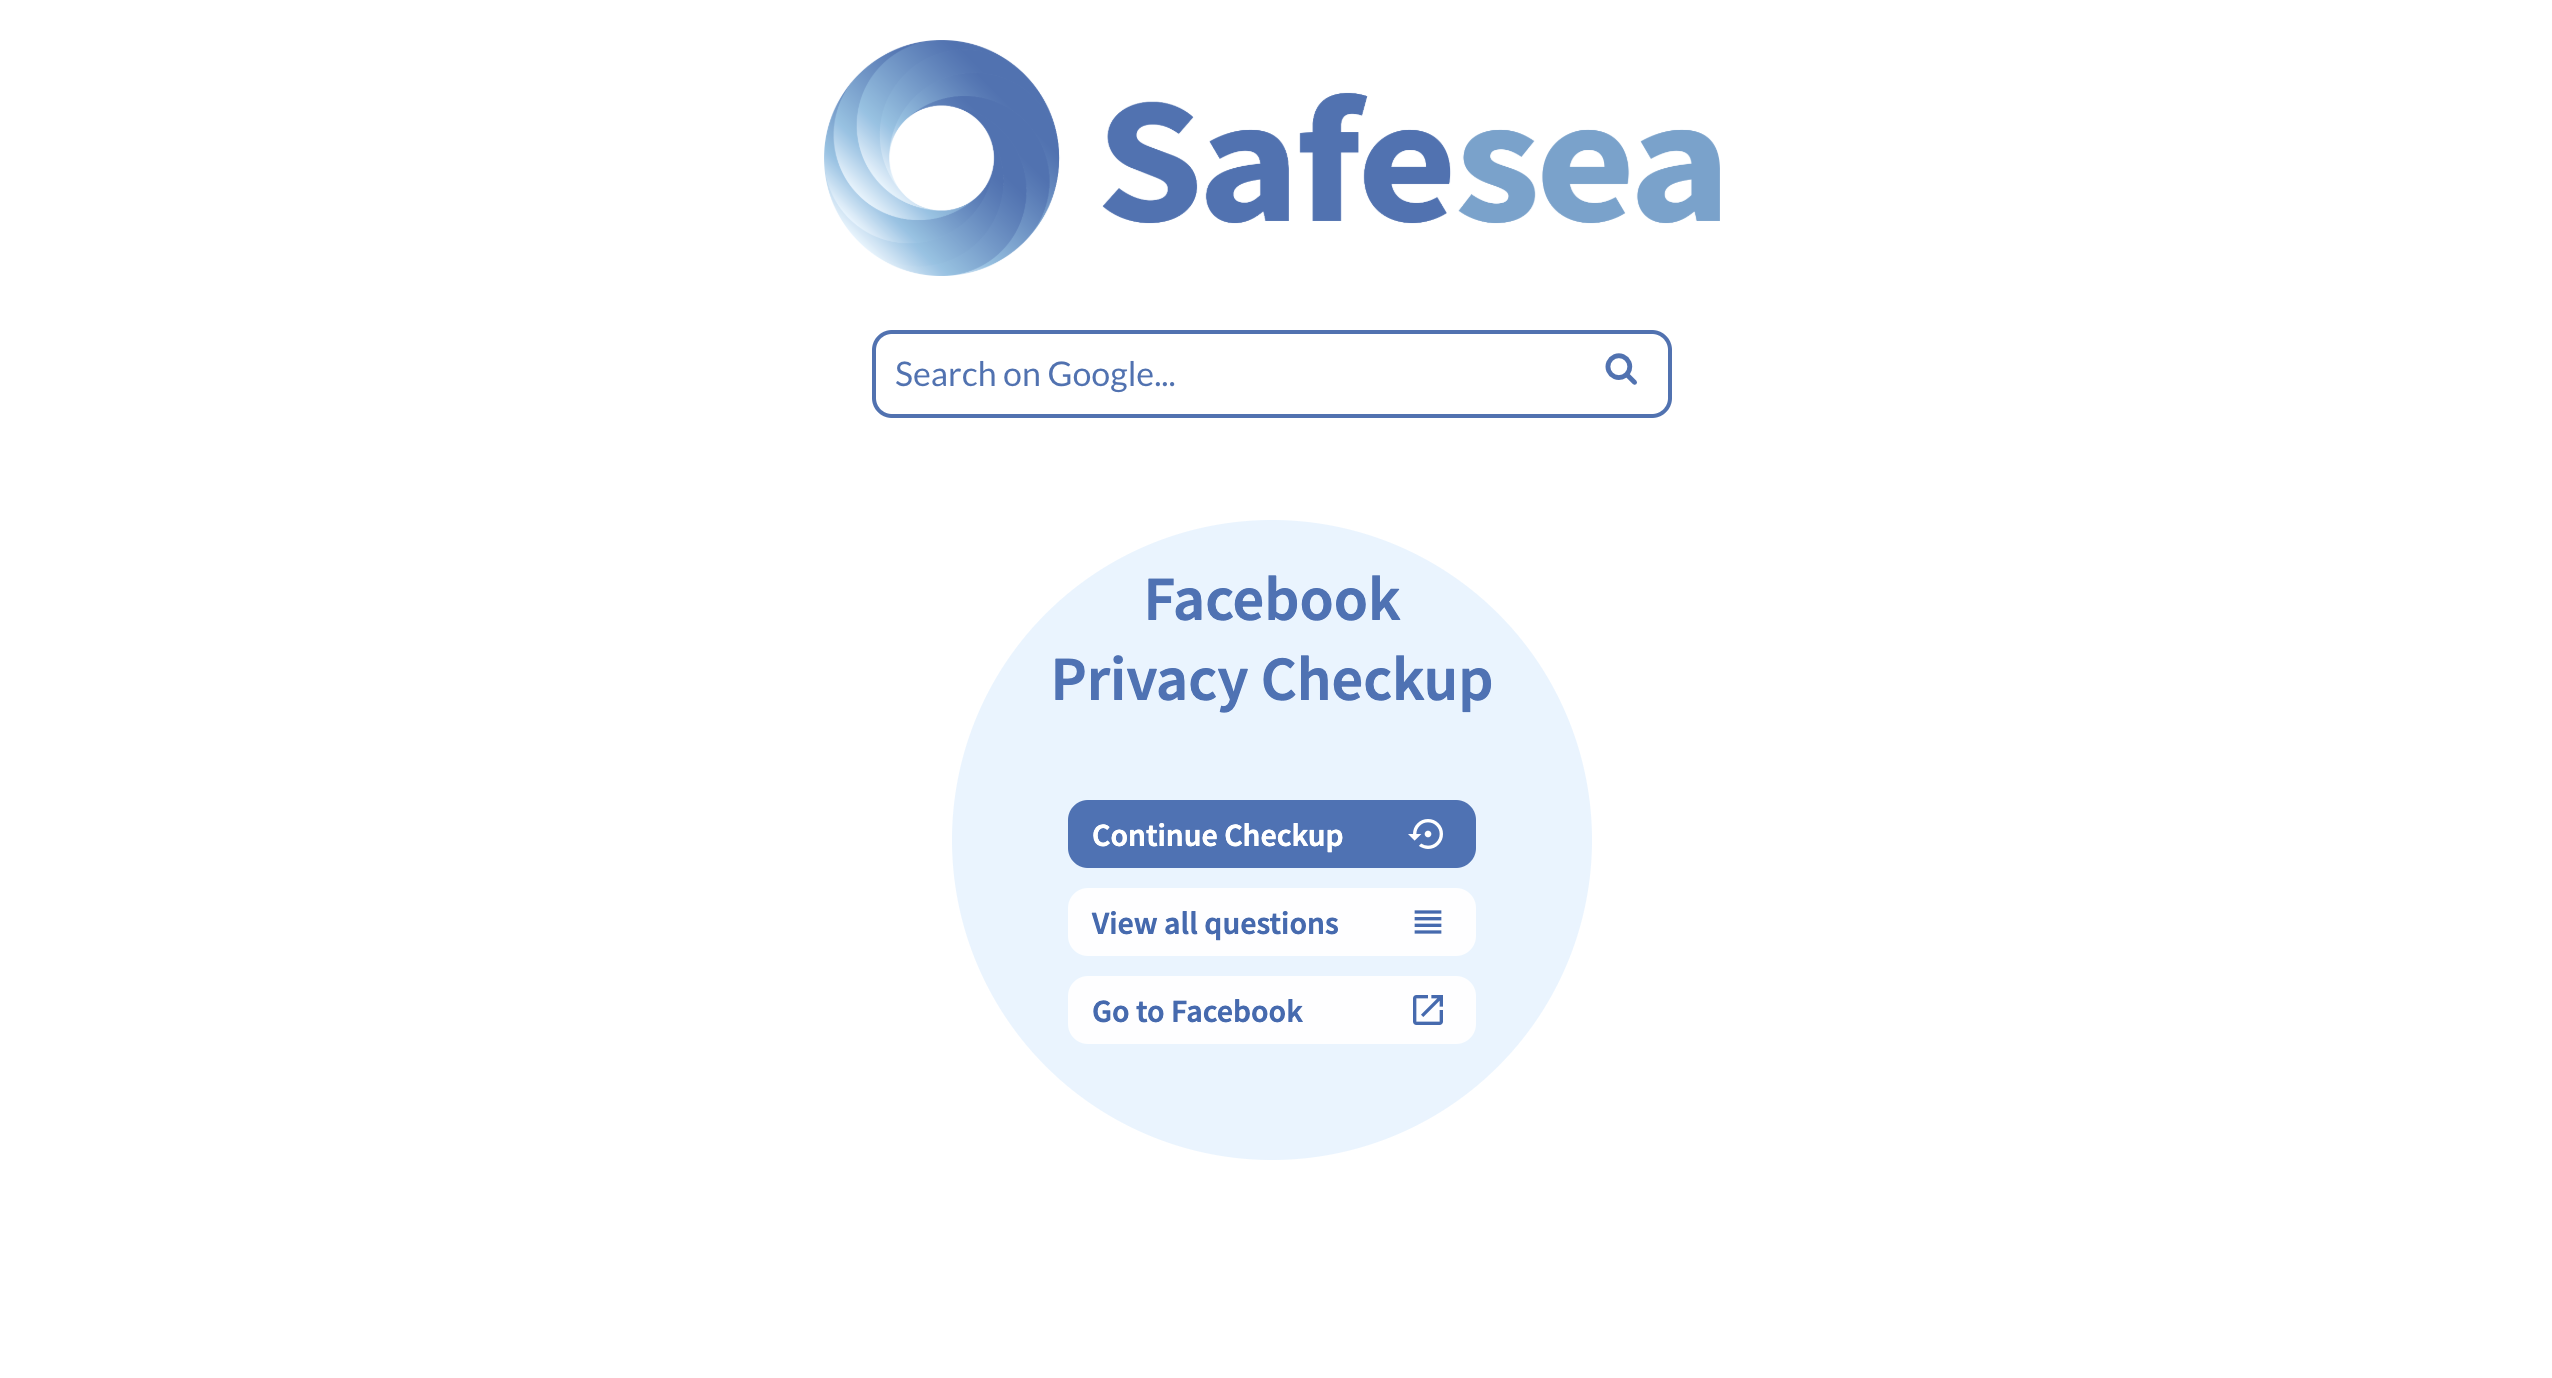 Safesea
Search on Google...
Facebook
Privacy Checkup
Continue Checkup
View all questions
Go to Facebook